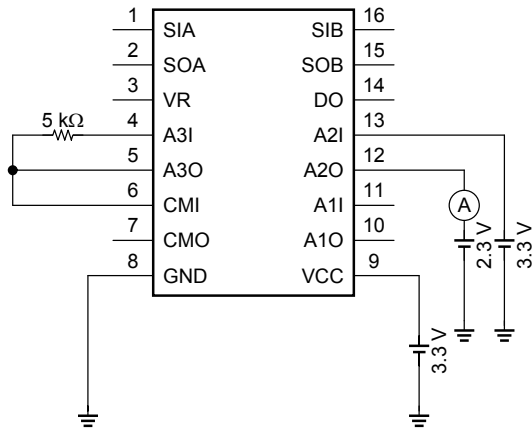 1 SIA SIB 16
2 SOA SOB 15
3 VR DO 14
5 kΩ 4 A3I A2I 13
5 A3O A2O 12
6 CMI A1I 11
A
7 CMO A1O 10
2.3 V
3.3 V
8 GND VCC 9
3.3 V